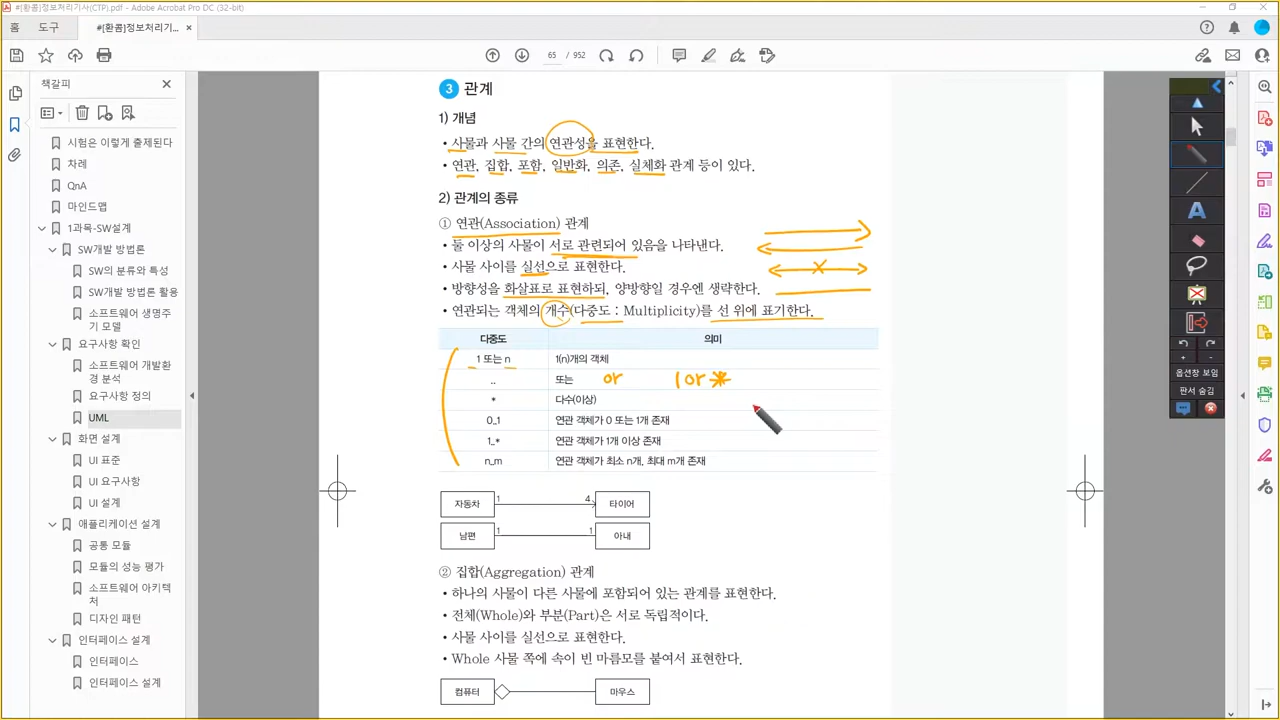 #[환콤]정보처리기사(CTP).pdf - Adobe Acrobat Pro DC (32-bit)
홈 도구 #[환콤]정보처리기... ×
65 / 952
책갈피
시험은 이렇게 출제된다
차례
QnA
마인드맵
1과목-SW설계
SW개발 방법론
SW의 분류와 특성
SW개발 방법론 활용
소프트웨어 생명주
기 모델
요구사항 확인
소프트웨어 개발환
경 분석
요구사항 정의
UML
화면 설계
UI 표준
UI 요구사항
UI 설계
애플리케이션 설계
공통 모듈
모듈의 성능 평가
소프트웨어 아키텍
처
디자인 패턴
인터페이스 설계
인터페이스
인터페이스 설계
3 관계
1) 개념
• 사물과 사물 간의 연관성을 표현한다.
• 연관, 집합, 포함, 일반화, 의존, 실체화 관계 등이 있다.
2) 관계의 종류
① 연관(Association) 관계
• 둘 이상의 사물이 서로 관련되어 있음을 나타낸다.
• 사물 사이를 실선으로 표현한다.
• 방향성을 화살표로 표현하되, 양방향일 경우엔 생략한다.
• 연관되는 객체의 개수(다중도 : Multiplicity)를 선 위에 표기한다.
다중도 의미
1 또는 n 1(n)개의 객체
.. 또는 or 1 or *
* 다수(이상)
0_1 연관 객체가 0 또는 1개 존재
1_* 연관 객체가 1개 이상 존재
n_m 연관 객체가 최소 n개, 최대 m개 존재
자동차 1 4 타이어
남편 1 1 아내
② 집합(Aggregation) 관계
• 하나의 사물이 다른 사물에 포함되어 있는 관계를 표현한다.
• 전체(Whole)와 부분(Part)은 서로 독립적이다.
• 사물 사이를 실선으로 표현한다.
• Whole 사물 쪽에 속이 빈 마름모를 붙여서 표현한다.
컴퓨터 마우스
옵션창 보임
판서 숨김